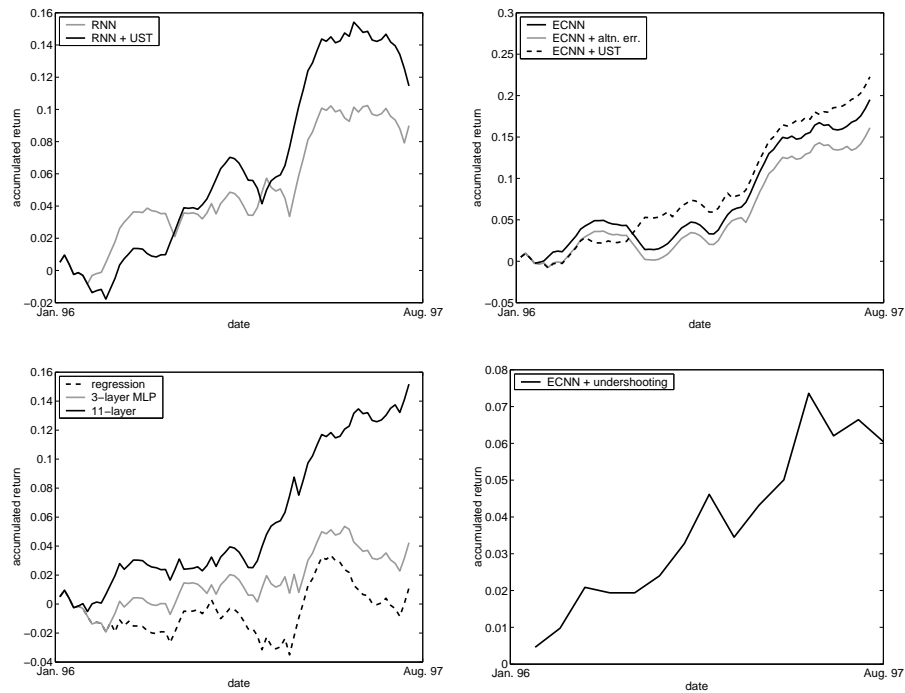 0.16
0.14
0.12
0.1
0.08
0.06
0.04
0.02
0
−0.02
accumulated return
RNN
RNN + UST
Jan. 96
Aug. 97
date
0.3
0.25
0.2
0.15
0.1
0.05
0
−0.05
accumulated return
ECNN
ECNN + altn. err.
ECNN + UST
Jan. 96
Aug. 97
date
0.16
0.14
0.12
0.1
0.08
0.06
0.04
0.02
0
−0.02
−0.04
accumulated return
regression
3−layer MLP
11−layer
Jan. 96
Aug. 97
date
0.08
0.07
0.06
0.05
0.04
0.03
0.02
0.01
0
accumulated return
ECNN + undershooting
Jan. 96
Aug. 97
date